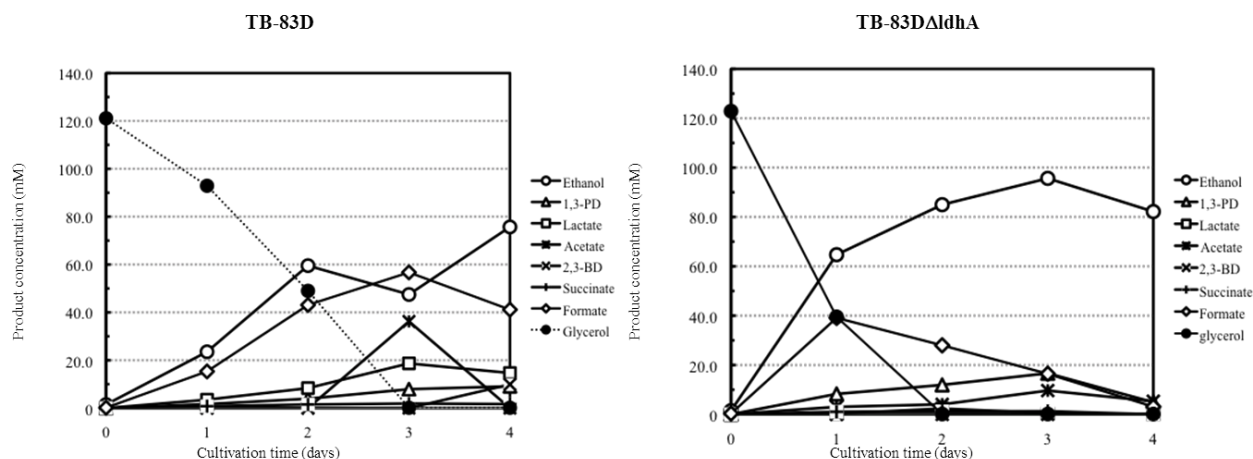 TB-83D
140.0
120.0
100.0
80.0
60.0
40.0
20.0
0
0 1 2 3 4
Cultivation time (days)
Product concentration (mM)
Ethanol
1,3-PD
Lactate
Acetate
2,3-BD
Succinate
Formate
Glycerol
TB-83DΔldhA
140.0
120.0
100.0
80.0
60.0
40.0
20.0
0
0 1 2 3 4
Cultivation time (days)
Product concentration (mM)
Ethanol
1,3-PD
Lactate
Acetate
2,3-BD
Succinate
Formate
glycerol